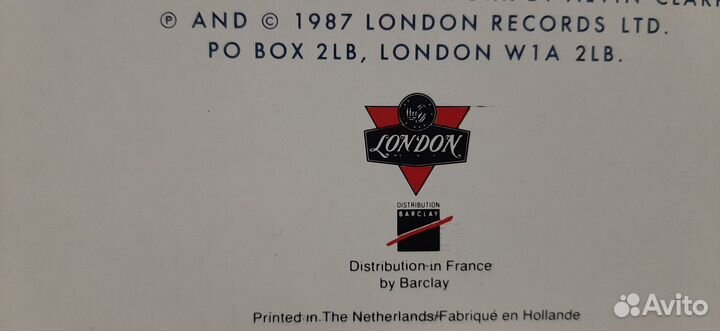 ℗ AND © 1987 LONDON RECORDS LTD.
PO BOX 2LB, LONDON W1A 2LB.
LONDON
DISTRIBUTION
BARCLAY
Distribution in France
by Barclay
Printed in The Netherlands/Fabriqué en Hollande
Avito